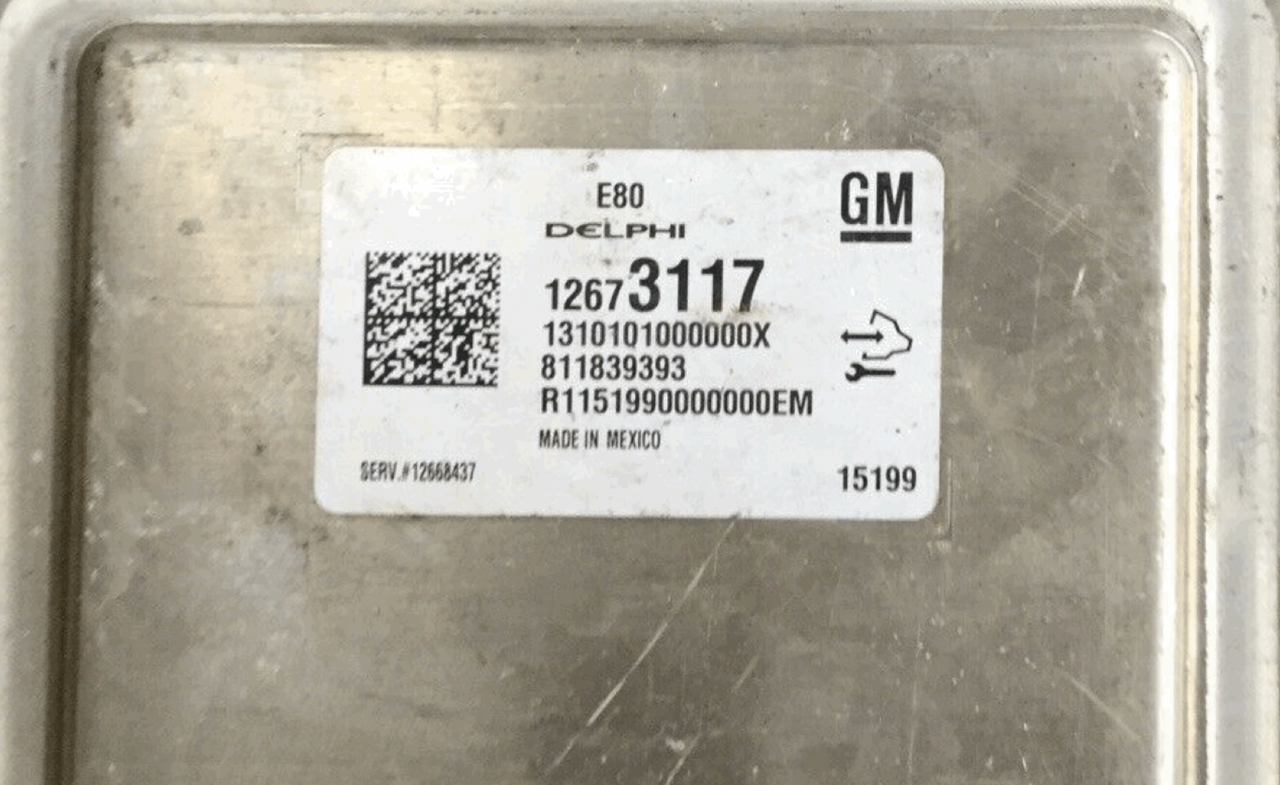 E80
GM
DELPHI
12673117
1310101000000X
811839393
R1151990000000EM
MADE IN MEXICO
SERV.#12668437
15199